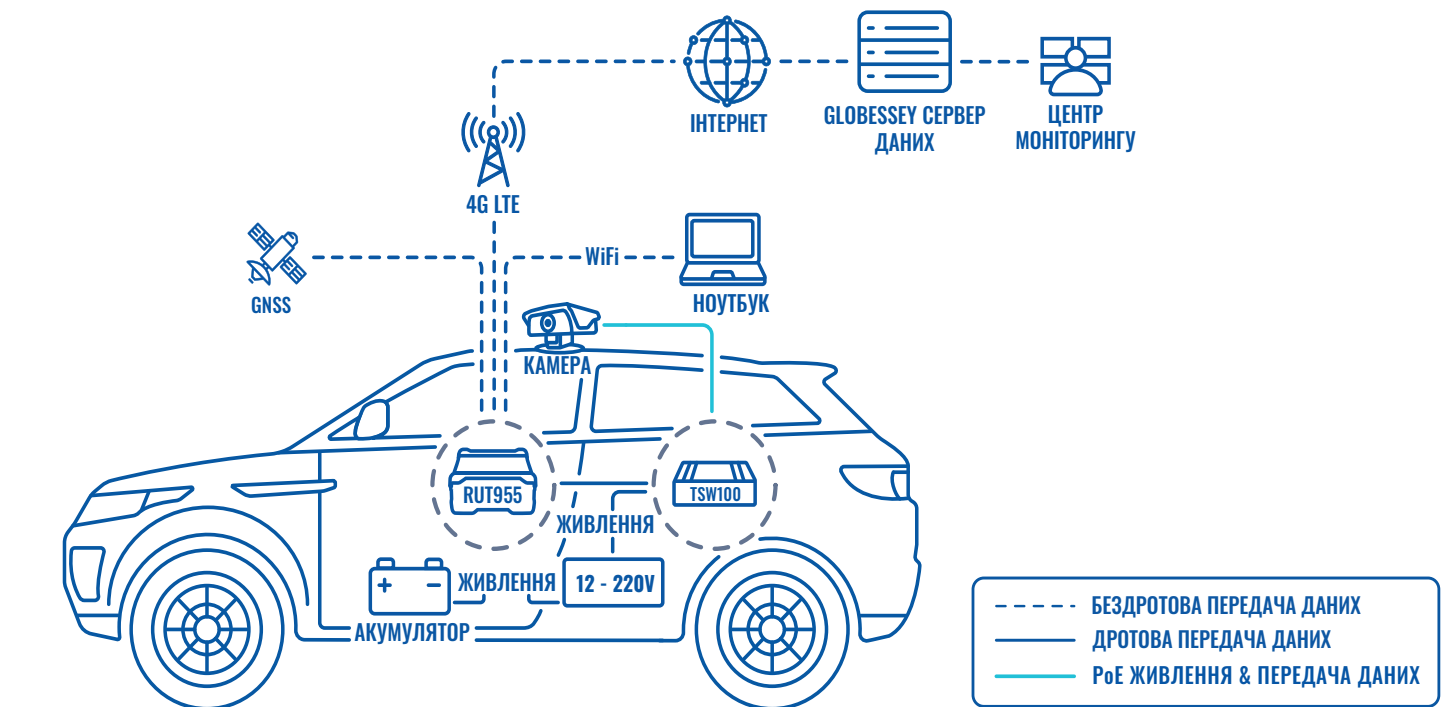 ІНТЕРНЕТ
GLOBESSEY СЕРВЕР
ДАНИХ
ЦЕНТР
МОНІТОРИНГУ
4G LTE
GNSS
WiFi
НОУТБУК
КАМЕРА
RUT955
TSW100
ЖИВЛЕННЯ
ЖИВЛЕННЯ
12 - 220V
+ −
АКУМУЛЯТОР
БЕЗДРОТОВА ПЕРЕДАЧА ДАНИХ
ДРОТОВА ПЕРЕДАЧА ДАНИХ
PoE ЖИВЛЕННЯ & ПЕРЕДАЧА ДАНИХ